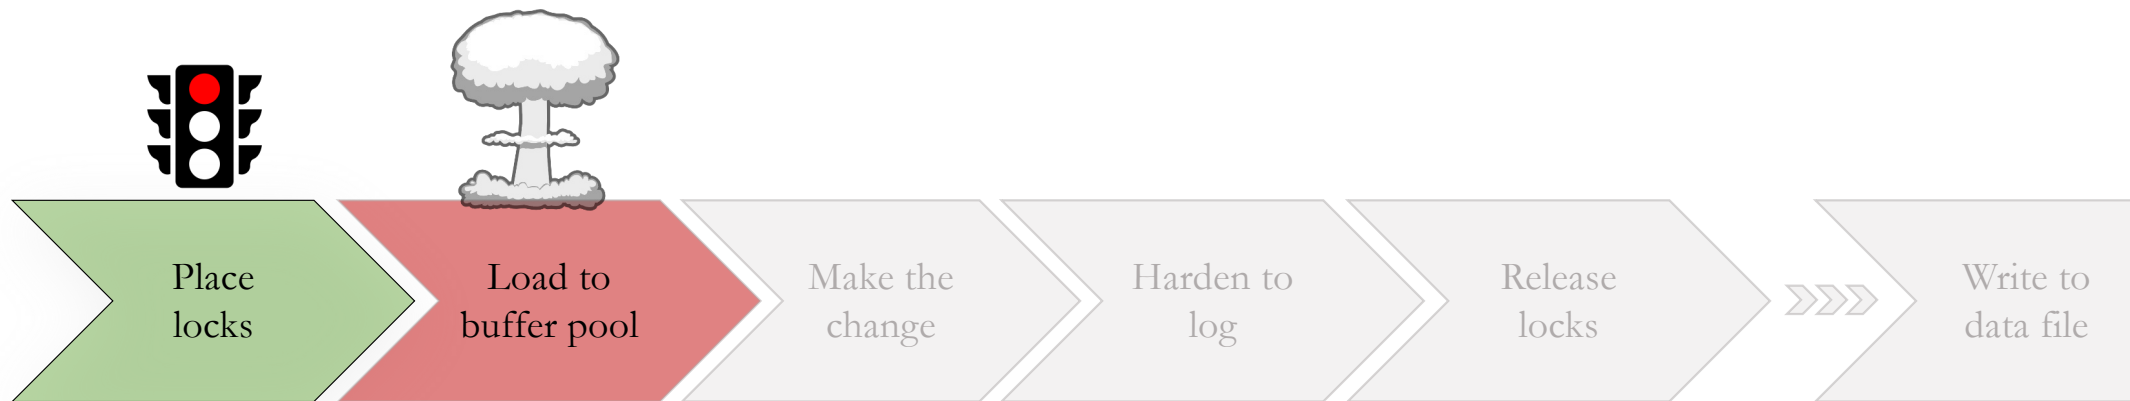 Place
locks
Load to
buffer pool
Make the
change
Harden to
log
Release
locks
Write to
data file